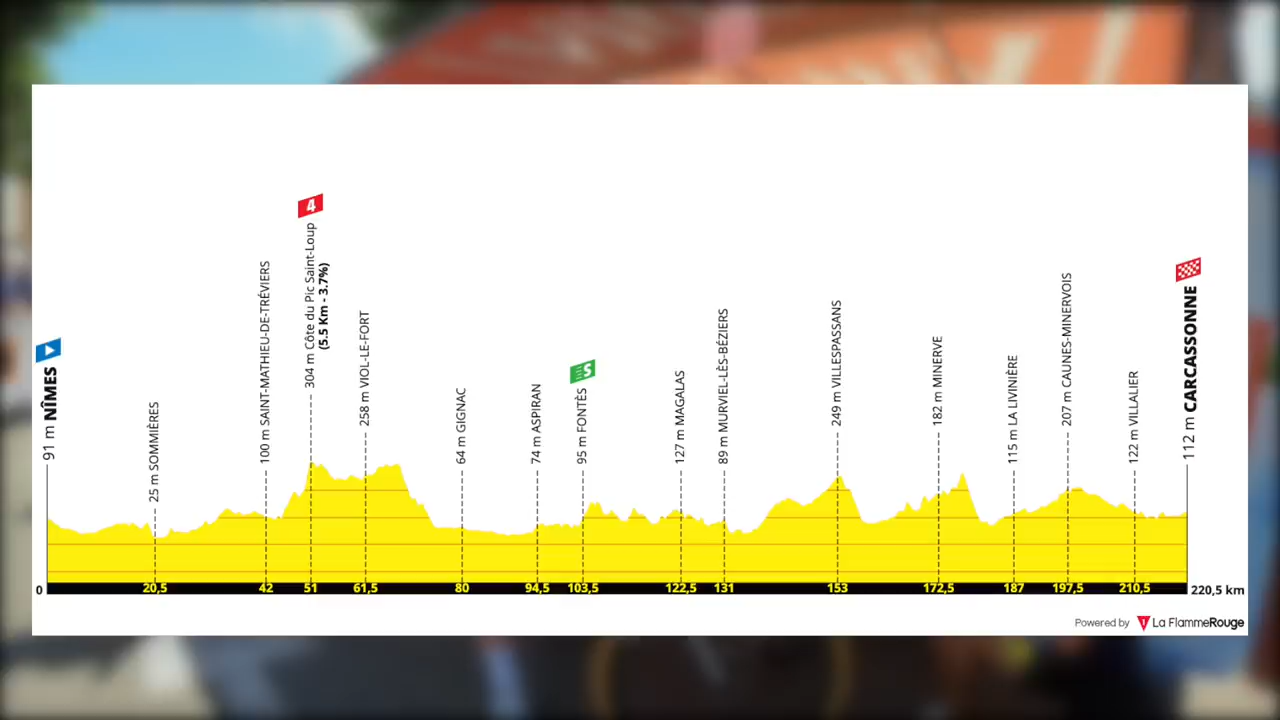 91 m NÎMES
25 m SOMMIÈRES
100 m SAINT-MATHIEU-DE-TRÉVIERS
4
304 m Côte du Pic Saint-Loup
(5.5 Km - 3.7%)
258 m VIOL-LE-FORT
64 m GIGNAC
74 m ASPIRAN
S
95 m FONTÈS
127 m MAGALAS
89 m MURVIEL-LÈS-BÉZIERS
249 m VILLESPASSANS
182 m MINERVE
115 m LA LIVINIÈRE
207 m CAUNES-MINERVOIS
122 m VILLALIER
112 m CARCASSONNE
0 20,5 42 51 61,5 80 94,5 103,5 122,5 131 153 172,5 187 197,5 210,5 220,5 km
Powered by La FlammeRouge